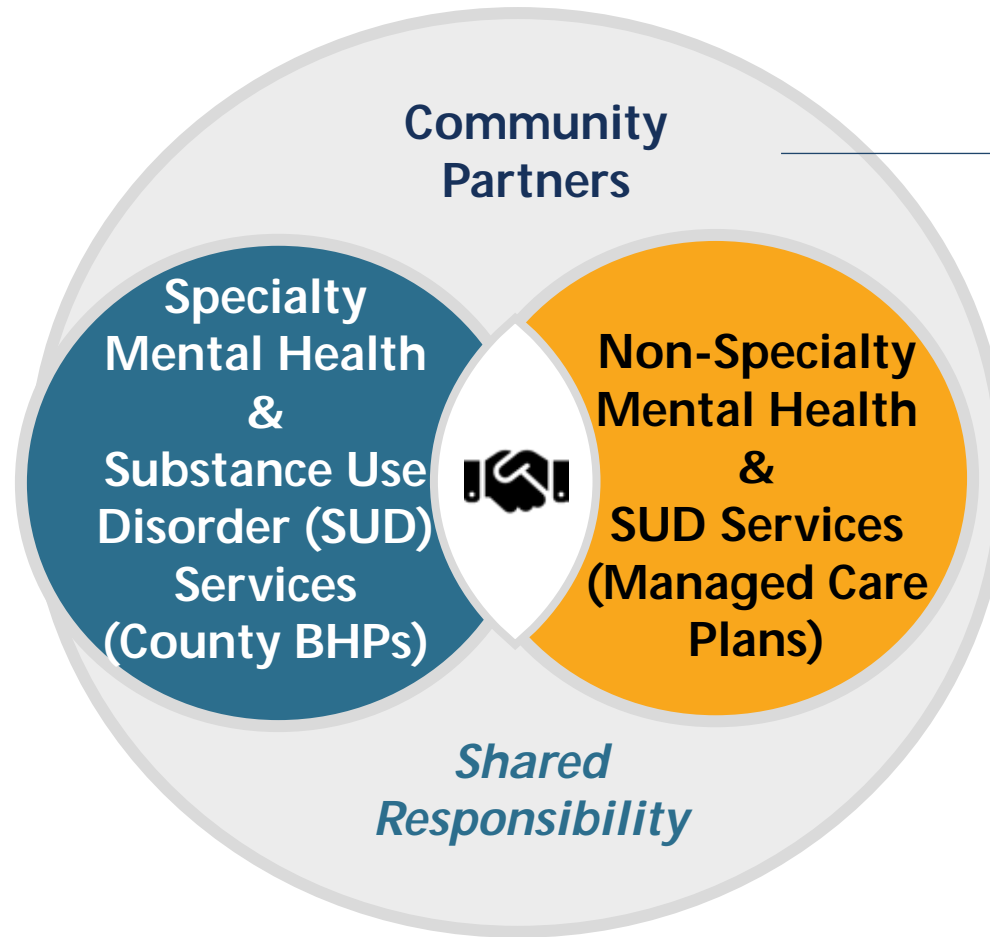 Community
Partners
Specialty
Mental Health
&
Substance Use
Disorder (SUD)
Services
(County BHPs)
Non-Specialty
Mental Health
&
SUD Services
(Managed Care
Plans)
Shared
Responsibility